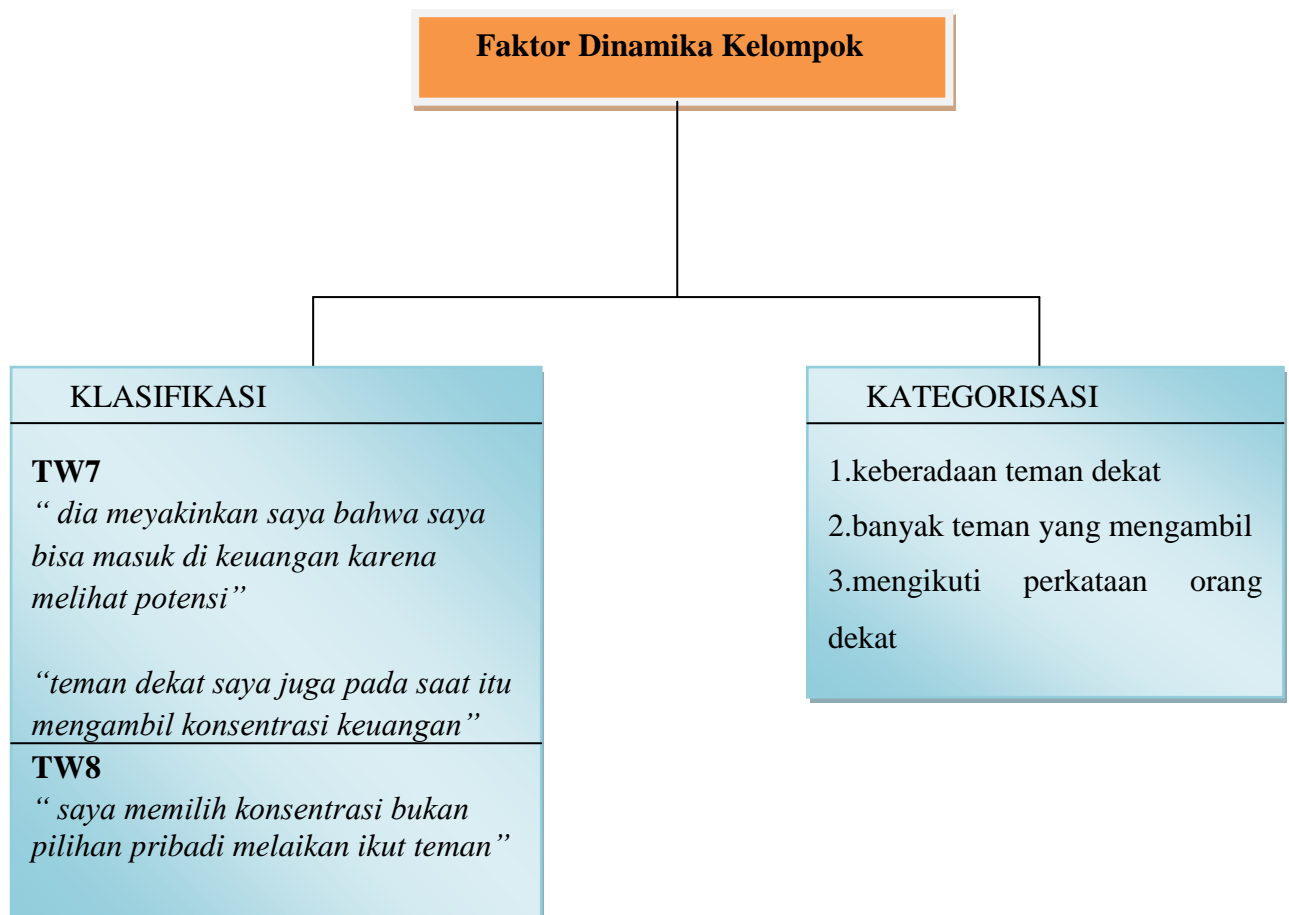 Faktor Dinamika Kelompok
KLASIFIKASI
TW7
“ dia meyakinkan saya bahwa saya
bisa masuk di keuangan karena
melihat potensi”
“teman dekat saya juga pada saat itu
mengambil konsentrasi keuangan”
TW8
“ saya memilih konsentrasi bukan
pilihan pribadi melaikan ikut teman”
KATEGORISASI
1.keberadaan teman dekat
2.banyak teman yang mengambil
3.mengikuti perkataan orang
dekat